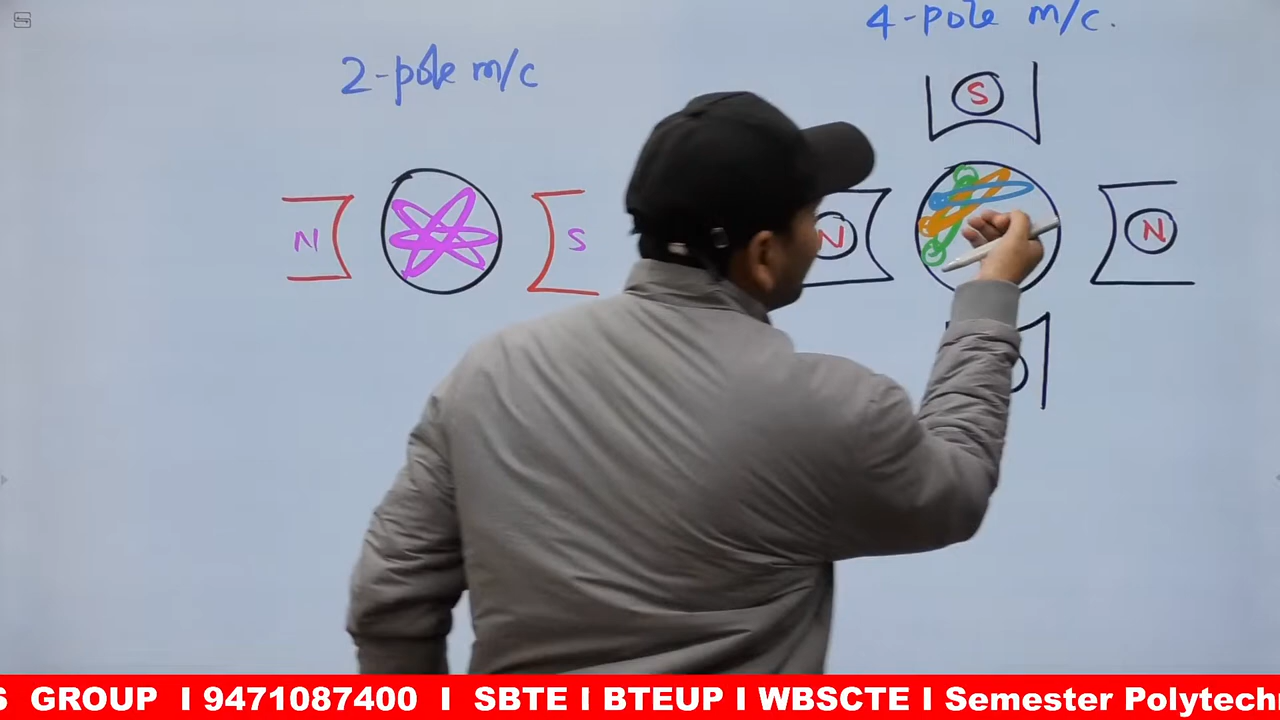 4-pole m/c.
2-pole m/c
S
N
S
N
N
S GROUP I 9471087400 I SBTE I BTEUP I WBSCTE I Semester Polytech